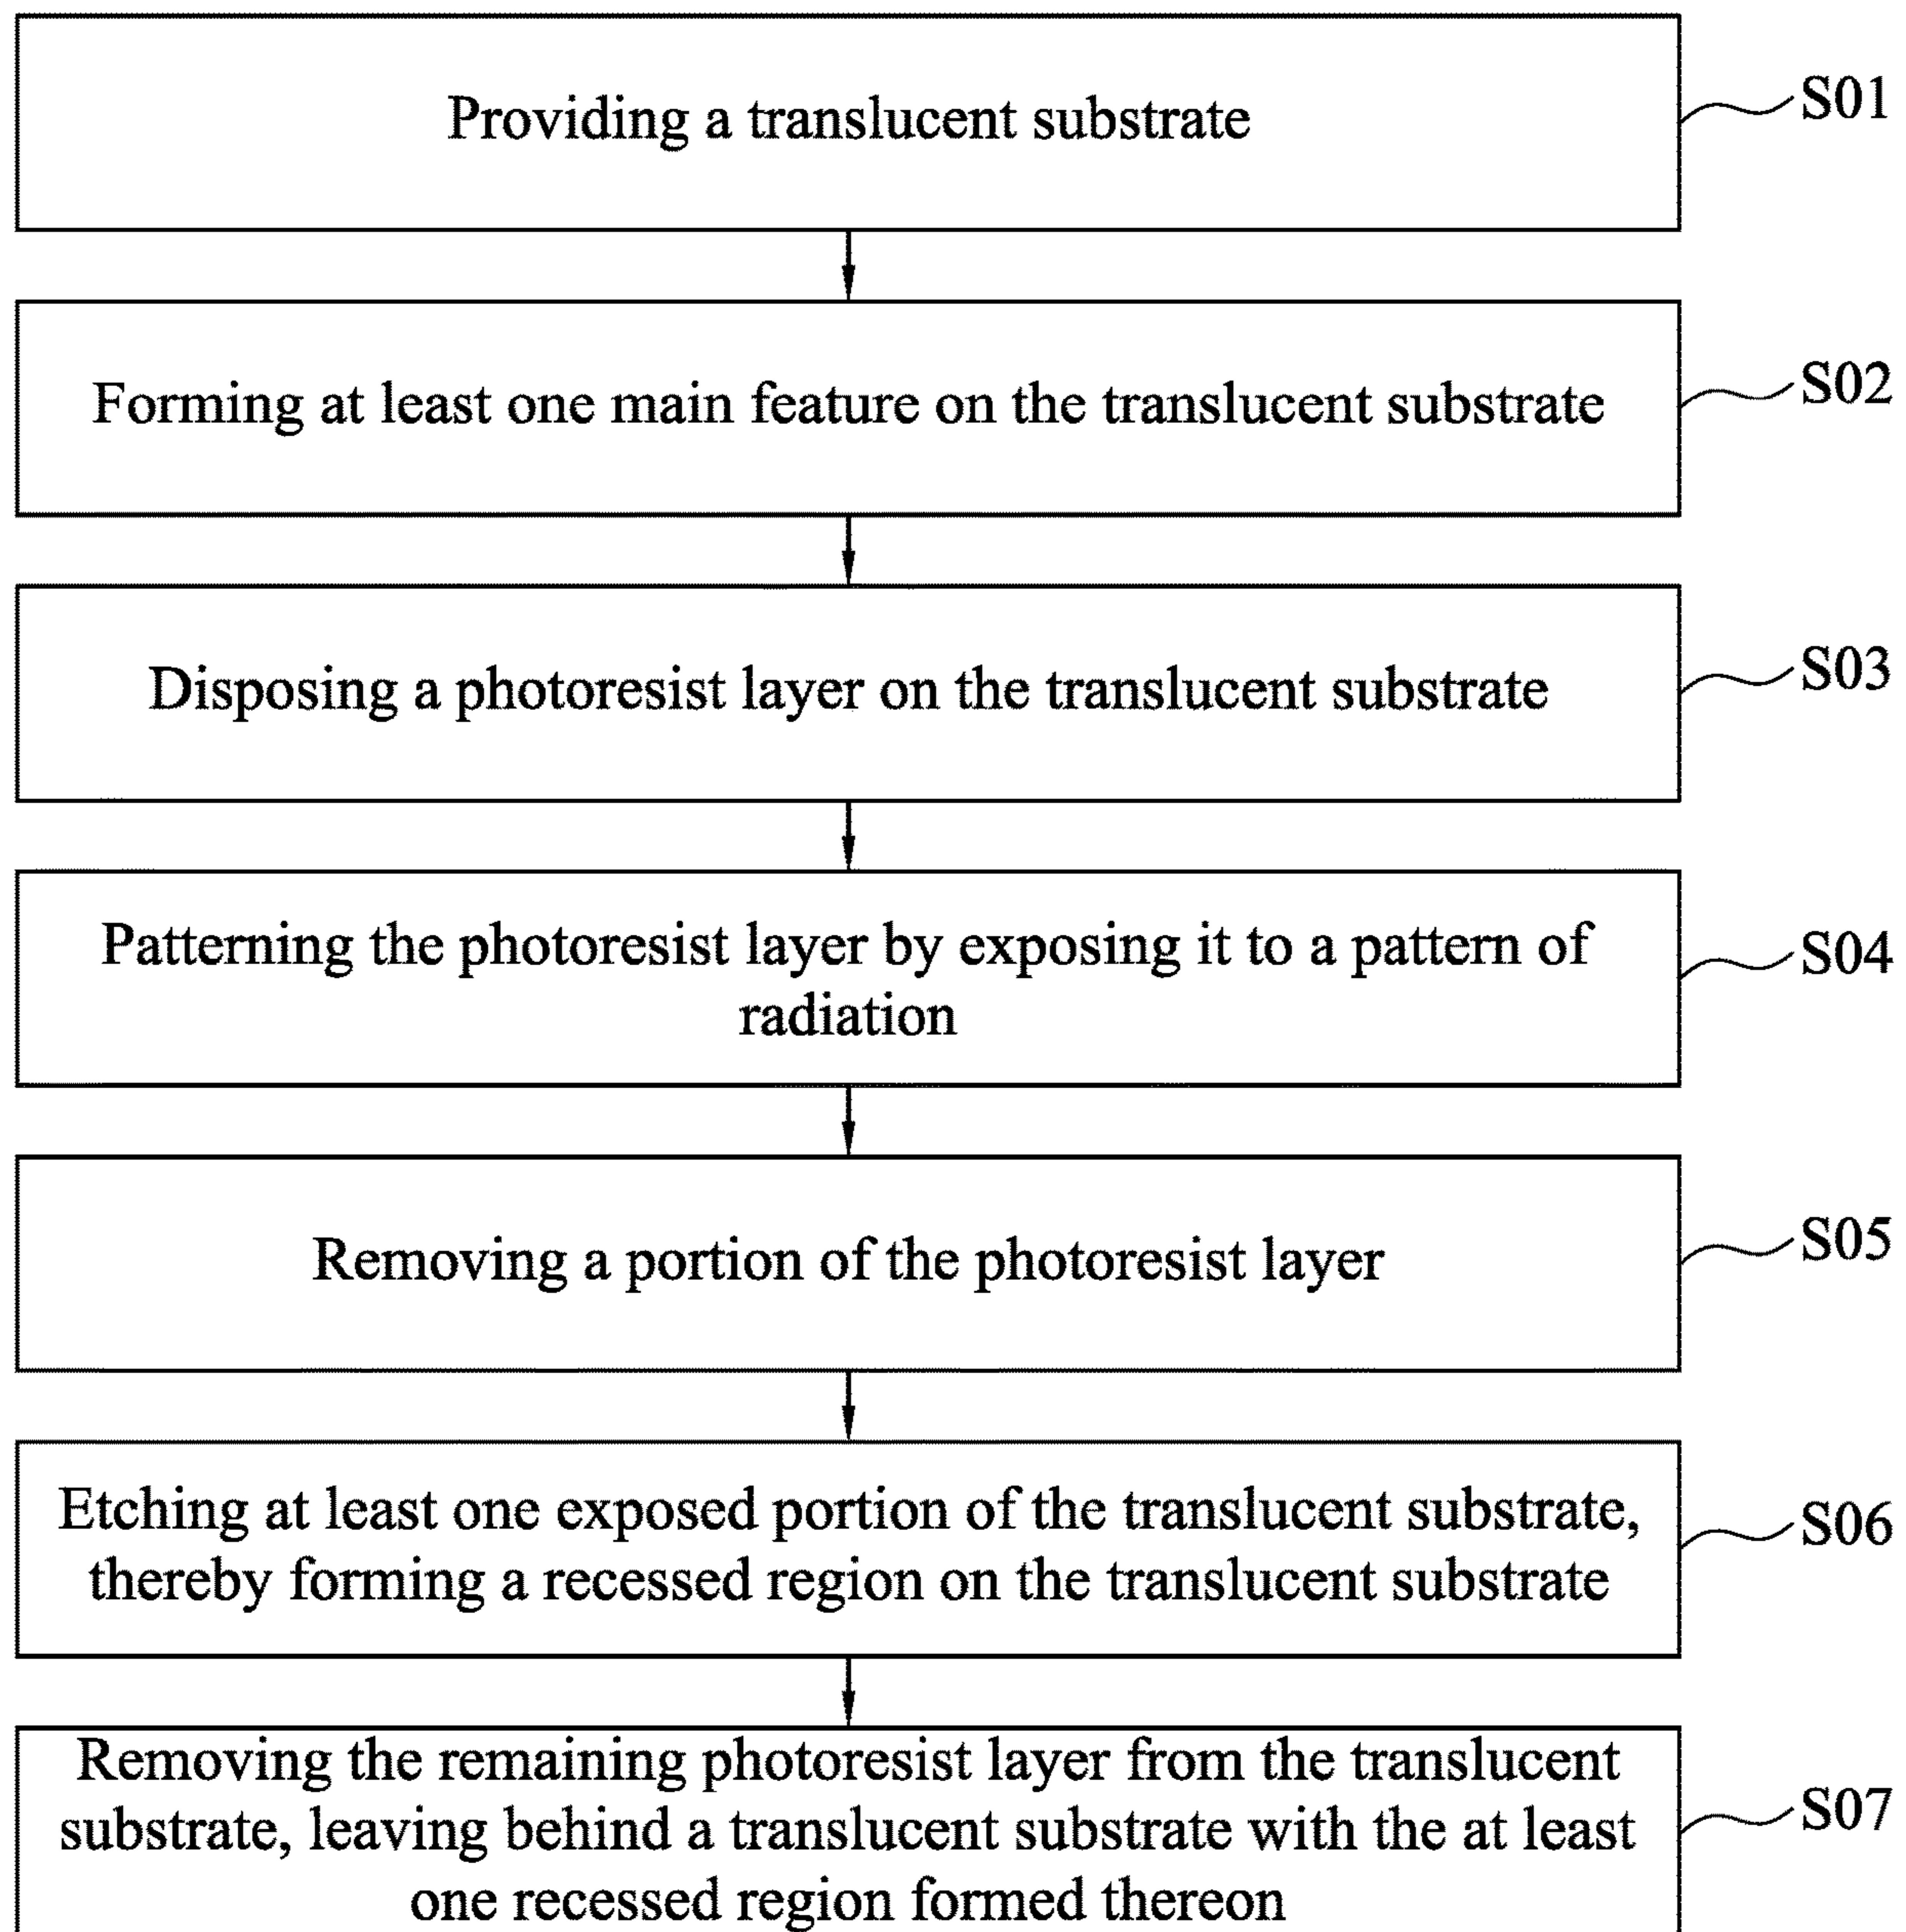 Providing a translucent substrate
S01
Forming at least one main feature on the translucent substrate
S02
Disposing a photoresist layer on the translucent substrate
S03
Patterning the photoresist layer by exposing it to a pattern of
radiation
S04
Removing a portion of the photoresist layer
S05
Etching at least one exposed portion of the translucent substrate,
thereby forming a recessed region on the translucent substrate
S06
Removing the remaining photoresist layer from the translucent
substrate, leaving behind a translucent substrate with the at least
one recessed region formed thereon
S07